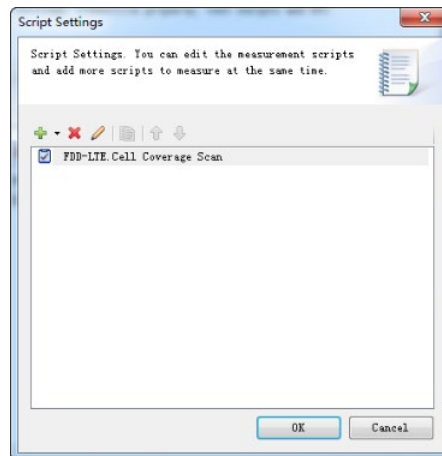 Script Settings
Script Settings. You can edit the measurement scripts
and add more scripts to measure at the same time.
FDD-LTE.Cell Coverage Scan
OK
Cancel